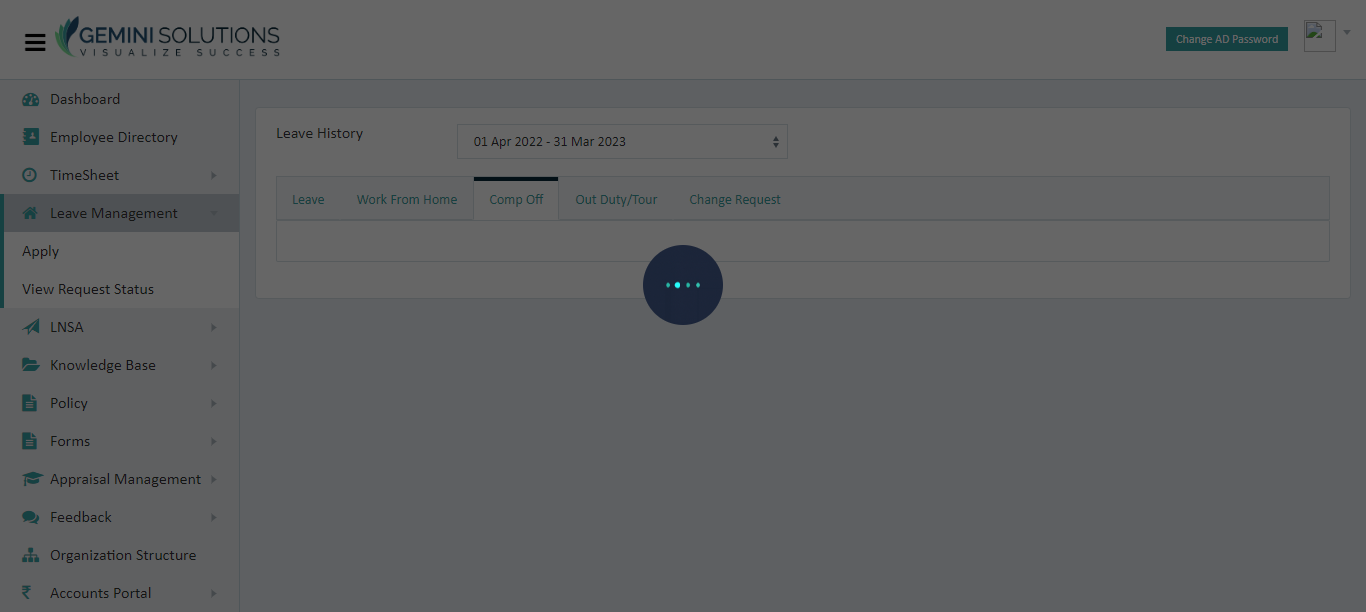 GEMINI SOLUTIONS
VISUALIZE SUCCESS
Change AD Password
Dashboard
Employee Directory
TimeSheet
Leave Management
Apply
View Request Status
LNSA
Knowledge Base
Policy
Forms
Appraisal Management
Feedback
Organization Structure
Accounts Portal
Leave History
01 Apr 2022 - 31 Mar 2023
Leave Work From Home Comp Off Out Duty/Tour Change Request